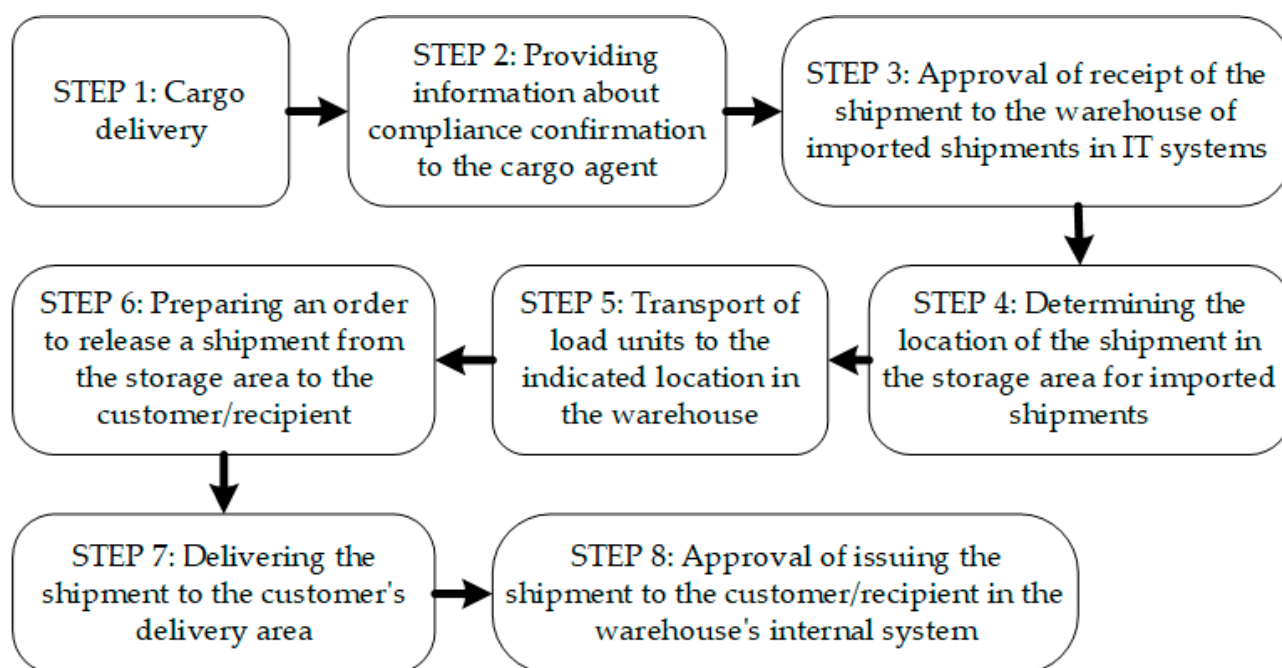 STEP 1: Cargo
delivery
STEP 2: Providing
information about
compliance confirmation
to the cargo agent
STEP 3: Approval of receipt of the
shipment to the warehouse of
imported shipments in IT systems
STEP 4: Determining the
location of the shipment in
the storage area for imported
shipments
STEP 5: Transport of
load units to the
indicated location in
the warehouse
STEP 6: Preparing an order
to release a shipment from
the storage area to the
customer/recipient
STEP 7: Delivering the
shipment to the customer's
delivery area
STEP 8: Approval of issuing the
shipment to the customer/recipient in the
warehouse's internal system